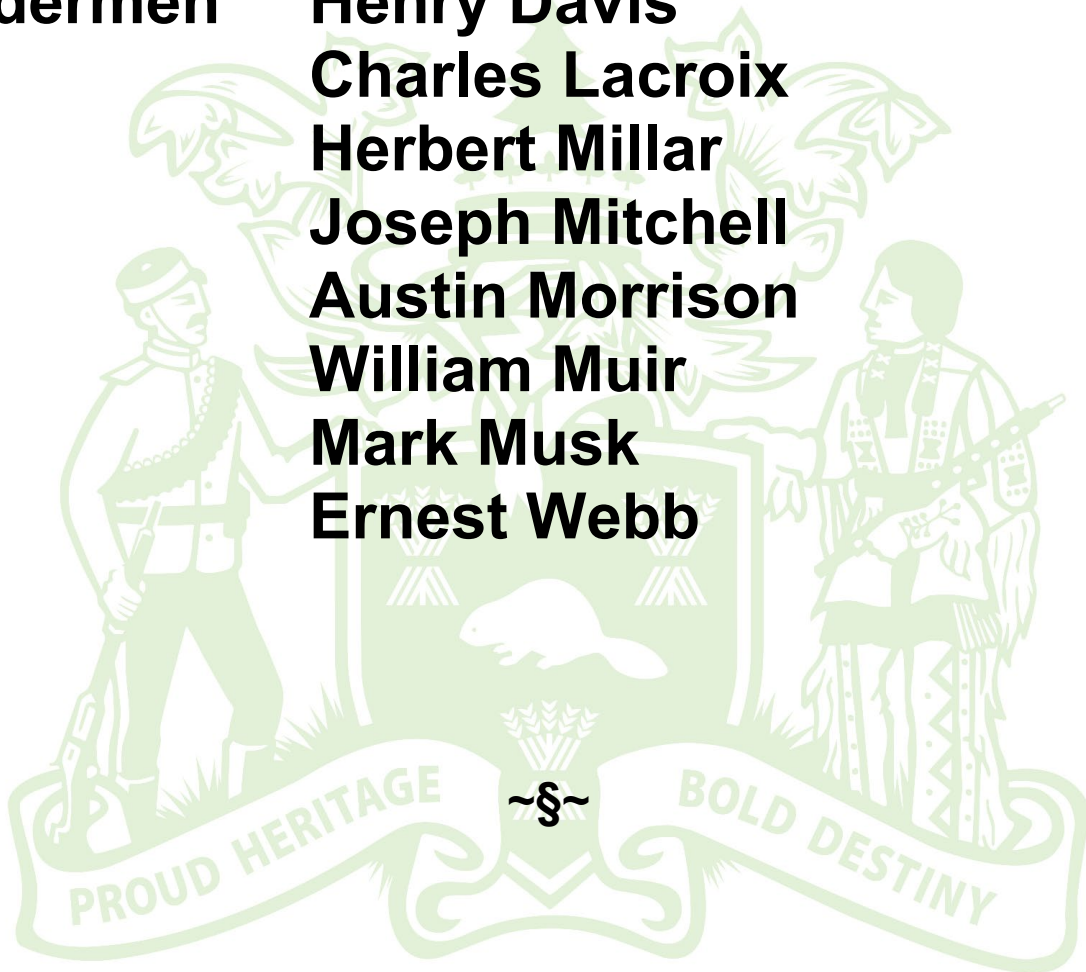 dermen Henry Davis
Charles Lacroix
Herbert Millar
Joseph Mitchell
Austin Morrison
William Muir
Mark Musk
Ernest Webb
~§~
PROUD HERITAGE BOLD DESTINY